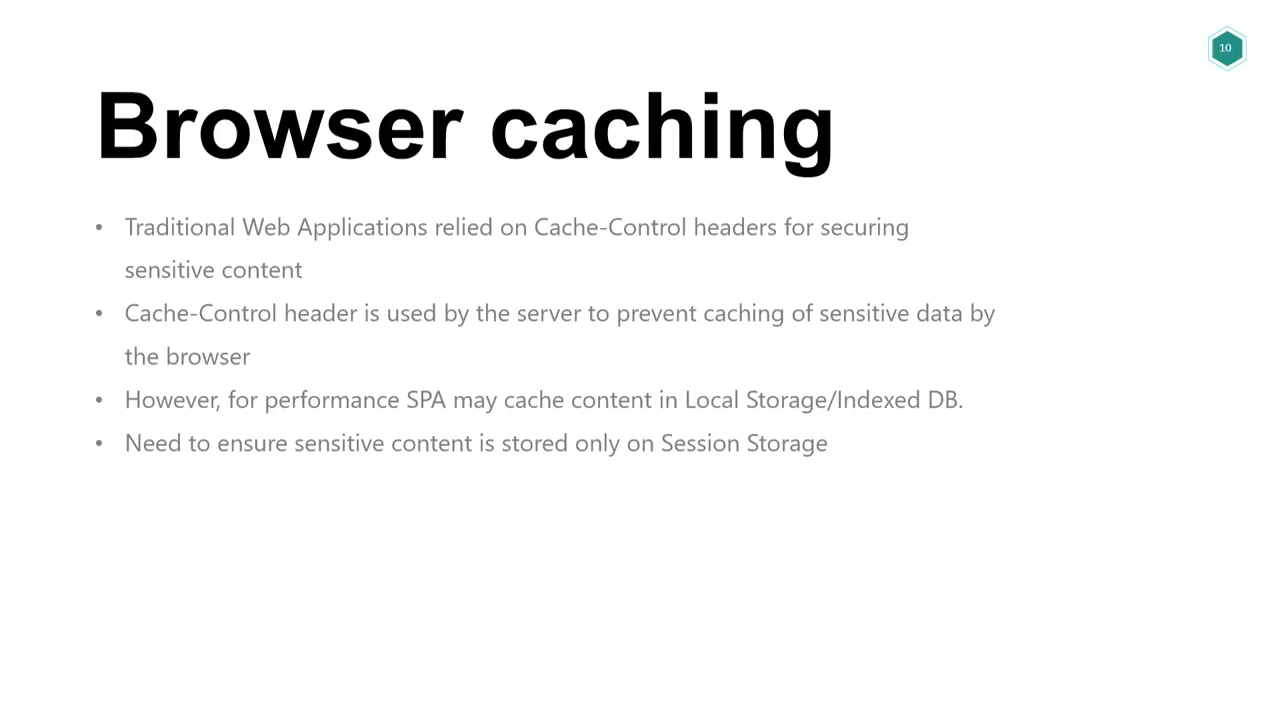 10
Browser caching
• Traditional Web Applications relied on Cache-Control headers for securing
sensitive content
• Cache-Control header is used by the server to prevent caching of sensitive data by
the browser
• However, for performance SPA may cache content in Local Storage/Indexed DB.
• Need to ensure sensitive content is stored only on Session Storage